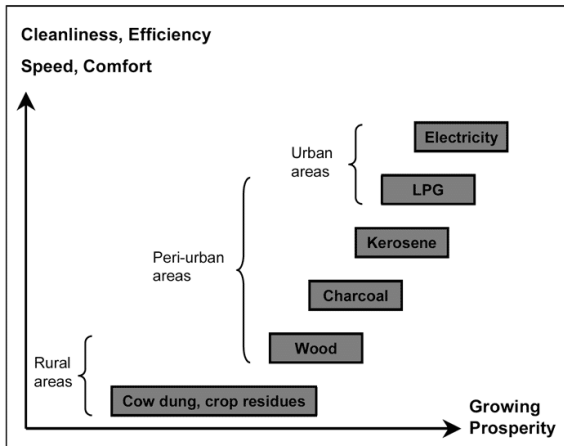 Cleanliness, Efficiency
Speed, Comfort
Electricity
Urban
areas
LPG
Kerosene
Peri-urban
areas
Charcoal
Wood
Rural
areas
Cow dung, crop residues
Growing
Prosperity